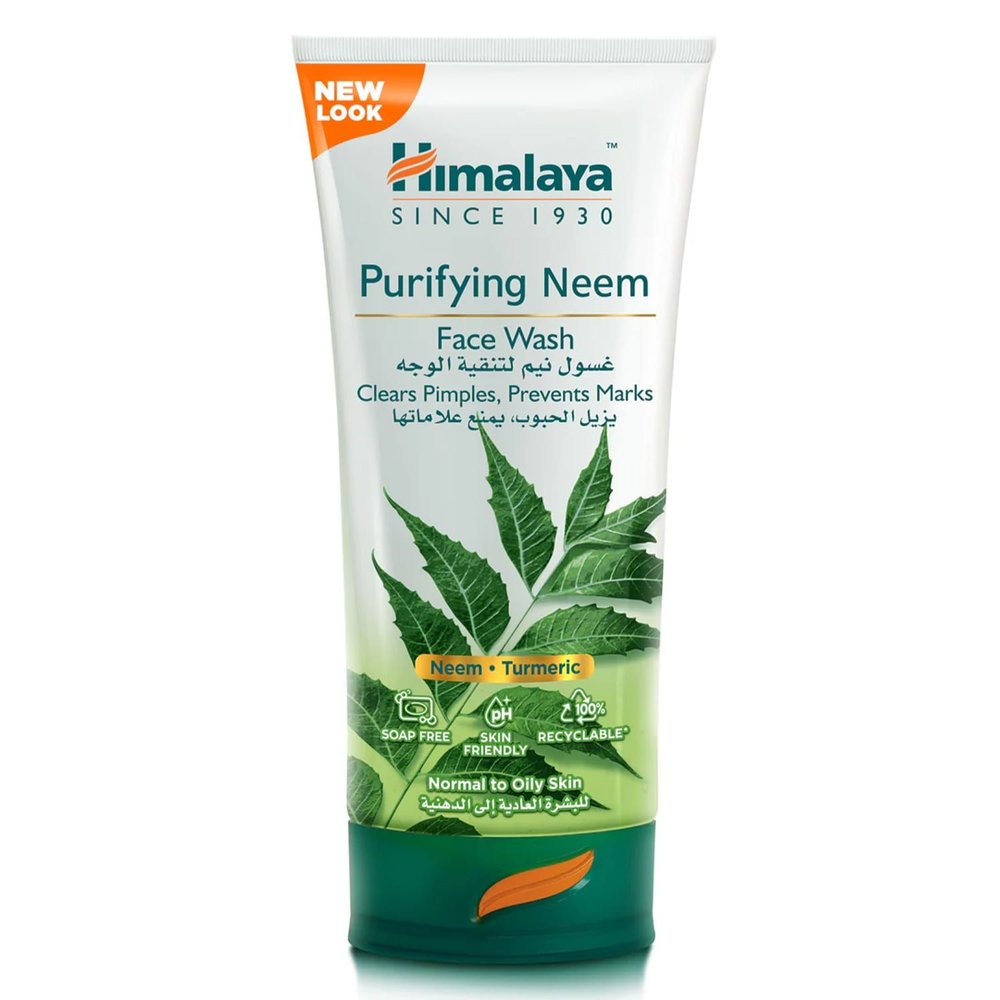 NEW
LOOK
Himalaya™
SINCE 1930
Purifying Neem
Face Wash
غسول نيم لتنقية الوجه
Clears Pimples, Prevents Marks
يزيل الحبوب، يمنع علاماتها
Neem • Turmeric
SOAP FREE
pH
SKIN
FRIENDLY
100%
RECYCLABLE*
Normal to Oily Skin
للبشرة العادية إلى الدهنية